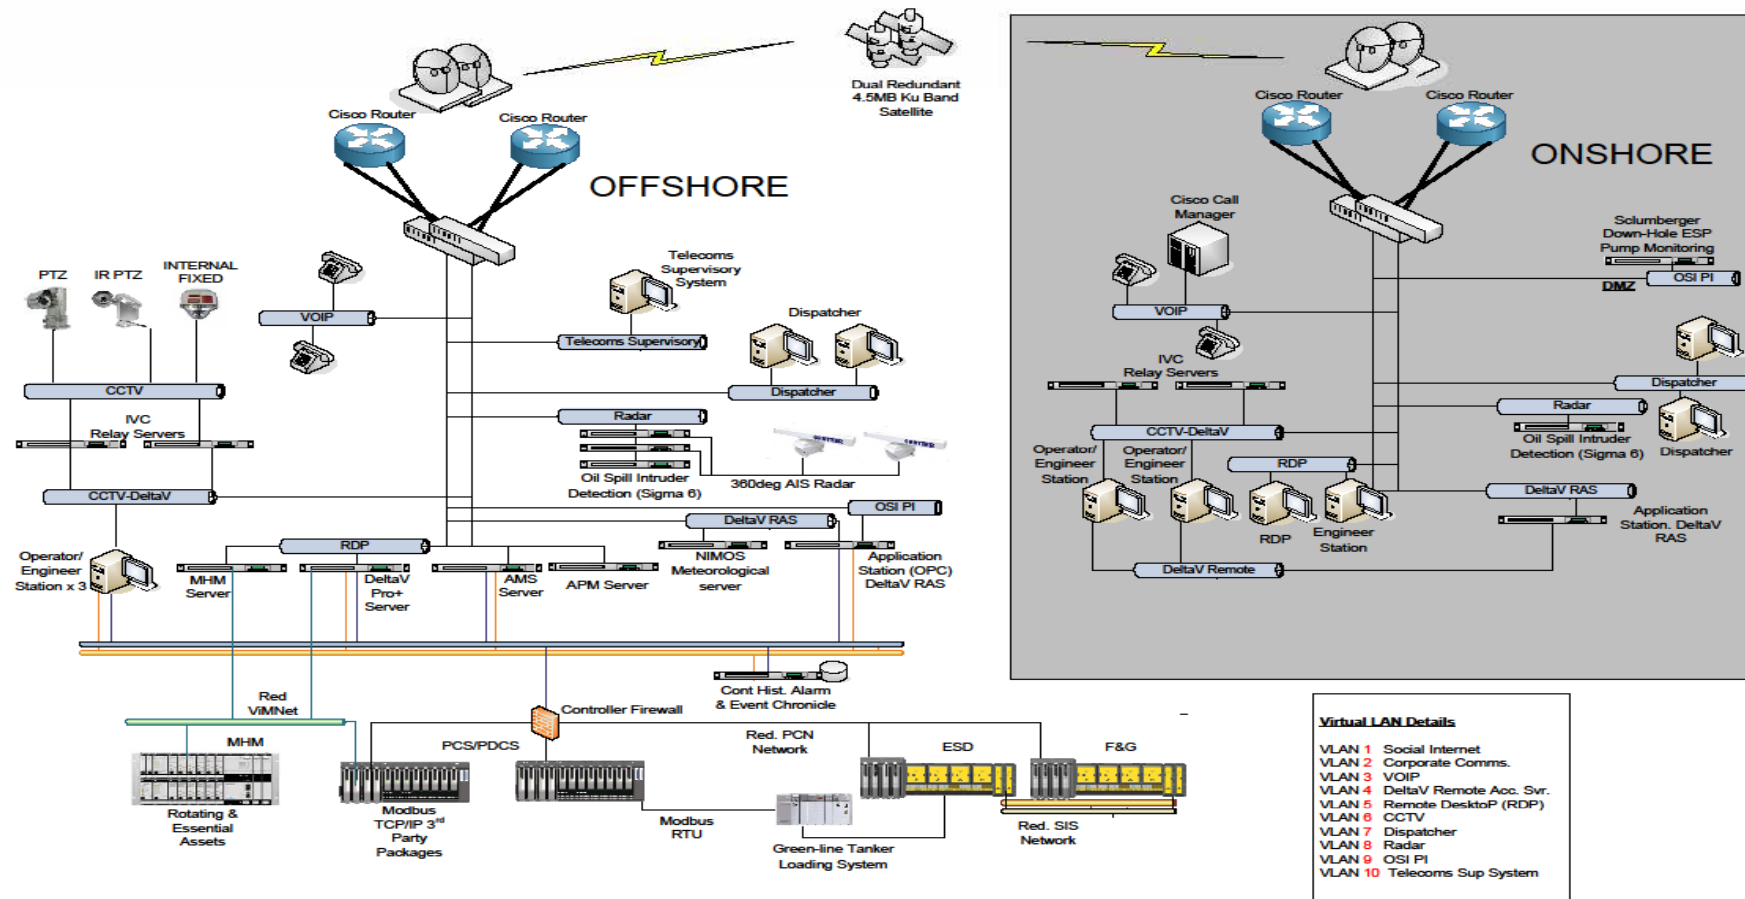 Dual Redundant
4.5MB Ku Band
Satellite
Cisco Router
Cisco Router
OFFSHORE
Telecoms
Supervisory
System
PTZ
IR PTZ
INTERNAL
FIXED
VOIP
Telecoms Supervisory
Dispatcher
Dispatcher
CCTV
IVC
Relay Servers
Radar
Oil Spill Intruder
Detection (Sigma 6)
360deg AIS Radar
CCTV-DeltaV
OSI PI
DeltaV RAS
RDP
Operator/
Engineer
Station x 3
MHM
Server
DeltaV
Pro+
Server
AMS
Server
APM Server
NIMOS
Meteorological
server
Application
Station (OPC)
DeltaV RAS
Cont Hist. Alarm
& Event Chronicle
Red
ViMNet
Controller Firewall
MHM
PCS/PDCS
Red. PCN
Network
ESD
F&G
Rotating &
Essential
Assets
Modbus
TCP/IP 3rd
Party
Packages
Modbus
RTU
Green-line Tanker
Loading System
Red. SIS
Network
Cisco Router
Cisco Router
ONSHORE
Cisco Call
Manager
Sclumberger
Down-Hole ESP
Pump Monitoring
OSI PI
DMZ
VOIP
IVC
Relay Servers
Dispatcher
Radar
Oil Spill Intruder
Detection (Sigma 6)
Dispatcher
CCTV-DeltaV
Operator/
Engineer
Station
Operator/
Engineer
Station
RDP
RDP
Engineer
Station
DeltaV RAS
Application
Station. DeltaV
RAS
DeltaV Remote
Virtual LAN Details
VLAN 1 Social Internet
VLAN 2 Corporate Comms.
VLAN 3 VOIP
VLAN 4 DeltaV Remote Acc. Svr.
VLAN 5 Remote DesktoP (RDP)
VLAN 6 CCTV
VLAN 7 Dispatcher
VLAN 8 Radar
VLAN 9 OSI PI
VLAN 10 Telecoms Sup System